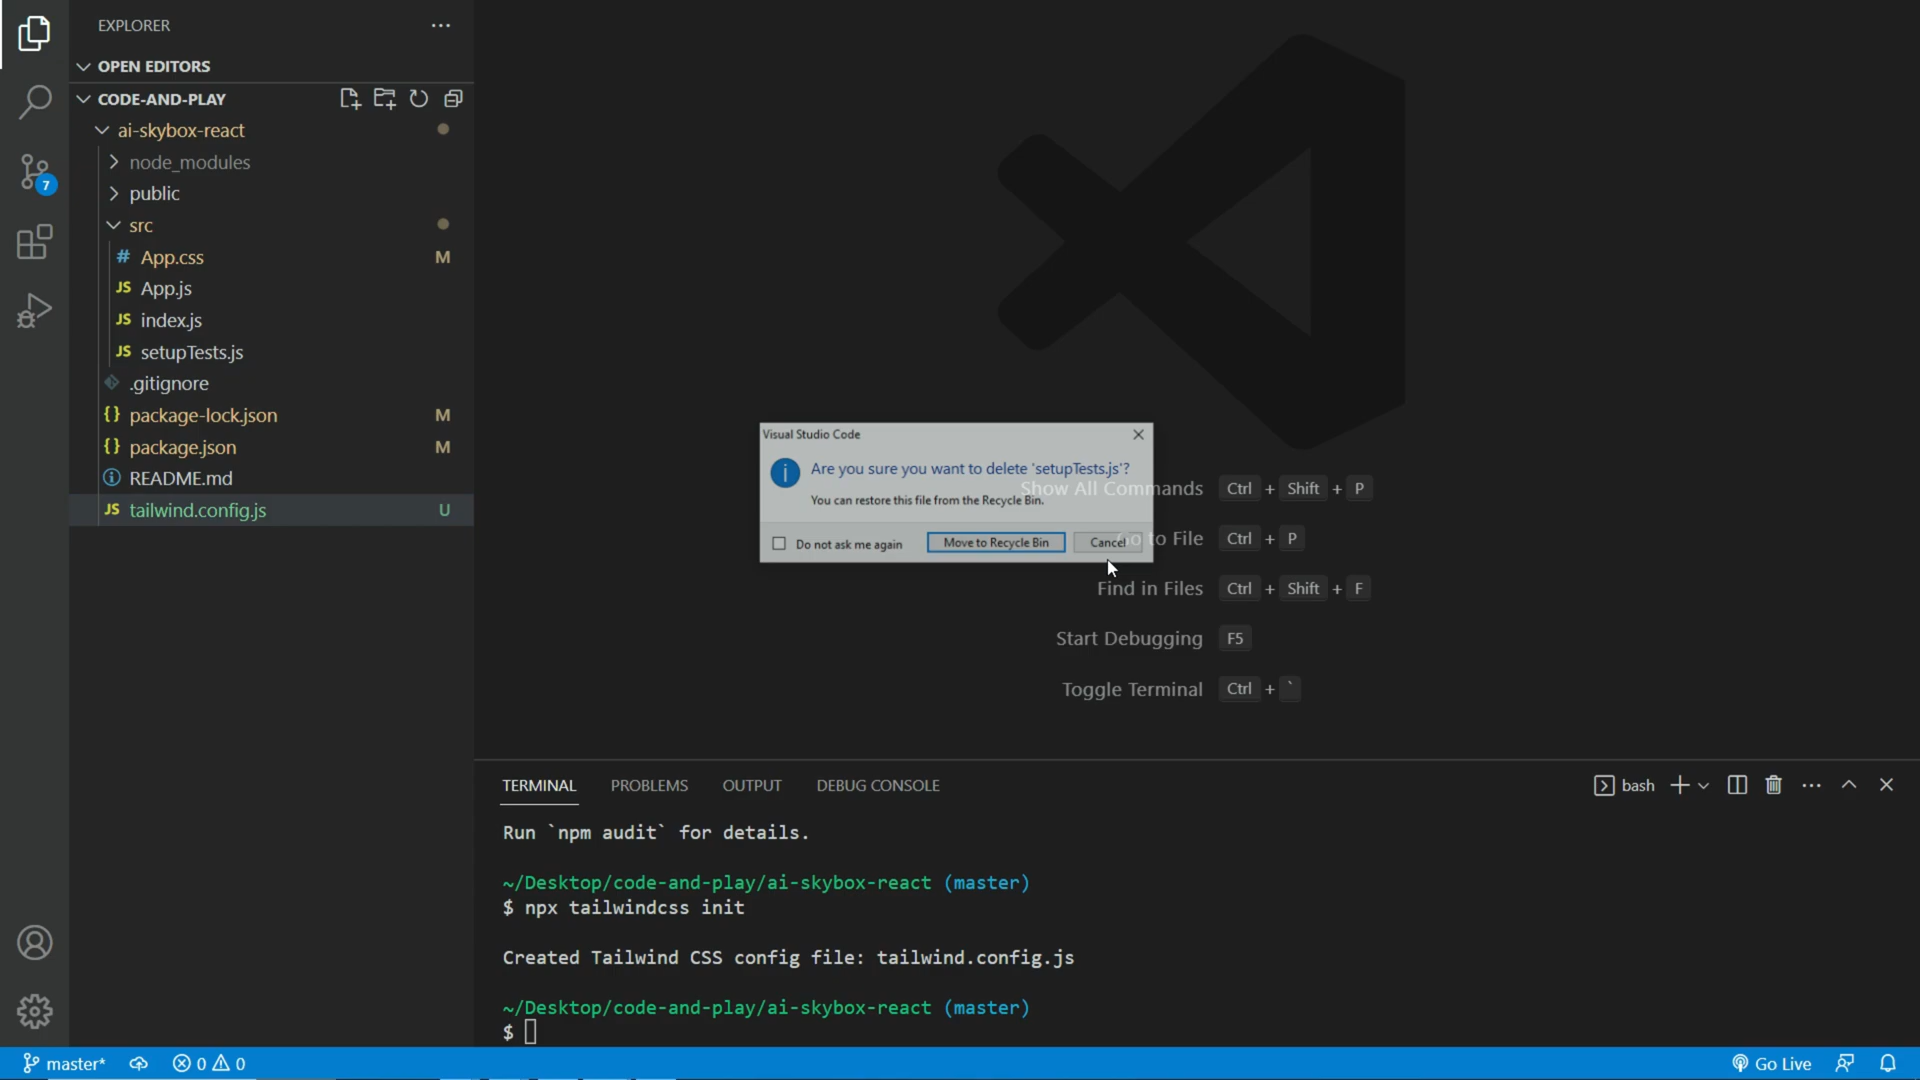 EXPLORER
OPEN EDITORS
CODE-AND-PLAY
ai-skybox-react
node_modules
public
src
# App.css M
JS App.js
JS index.js
JS setupTests.js
.gitignore
{} package-lock.json M
{} package.json M
README.md
JS tailwind.config.js U
7
Visual Studio Code
Are you sure you want to delete 'setupTests.js'?
You can restore this file from the Recycle Bin.
Do not ask me again
Move to Recycle Bin
Cancel
Show All Commands Ctrl + Shift + P
Go to File Ctrl + P
Find in Files Ctrl + Shift + F
Start Debugging F5
Toggle Terminal Ctrl + `
TERMINAL PROBLEMS OUTPUT DEBUG CONSOLE
bash
Run `npm audit` for details.
~/Desktop/code-and-play/ai-skybox-react (master)
$ npx tailwindcss init
Created Tailwind CSS config file: tailwind.config.js
~/Desktop/code-and-play/ai-skybox-react (master)
$
master* 0 0
Go Live